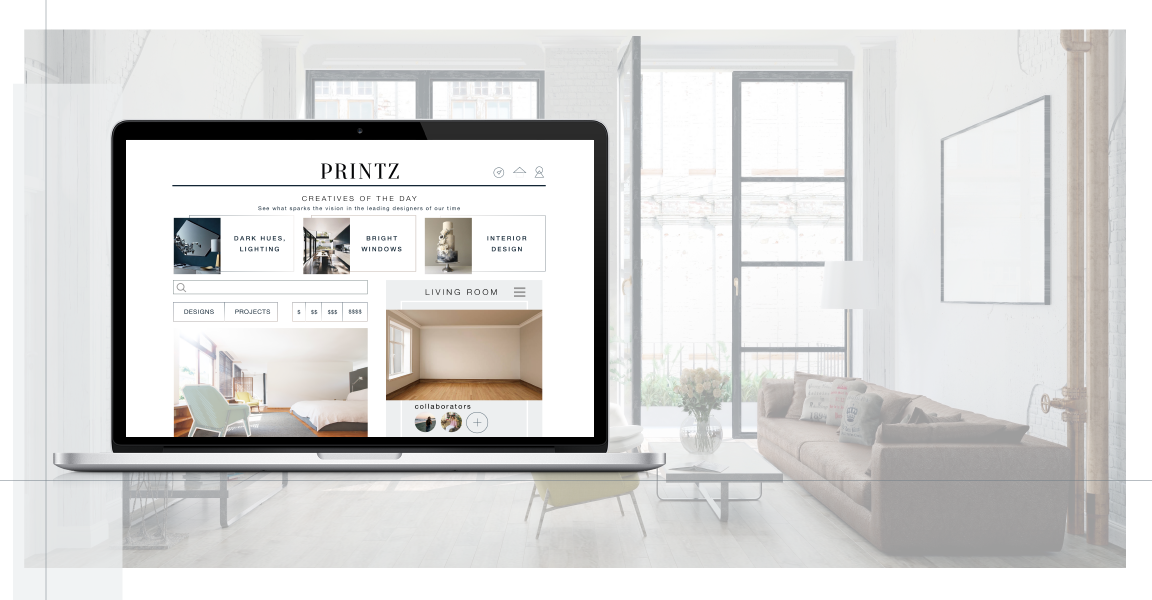 PRINTZ
CREATIVES OF THE DAY
See what sparks the vision in the leading designers of our time
DARK HUES,
LIGHTING
BRIGHT
WINDOWS
INTERIOR
DESIGN
LIVING ROOM
DESIGNS
PROJECTS
$
$$
$$$
$$$$
collaborators